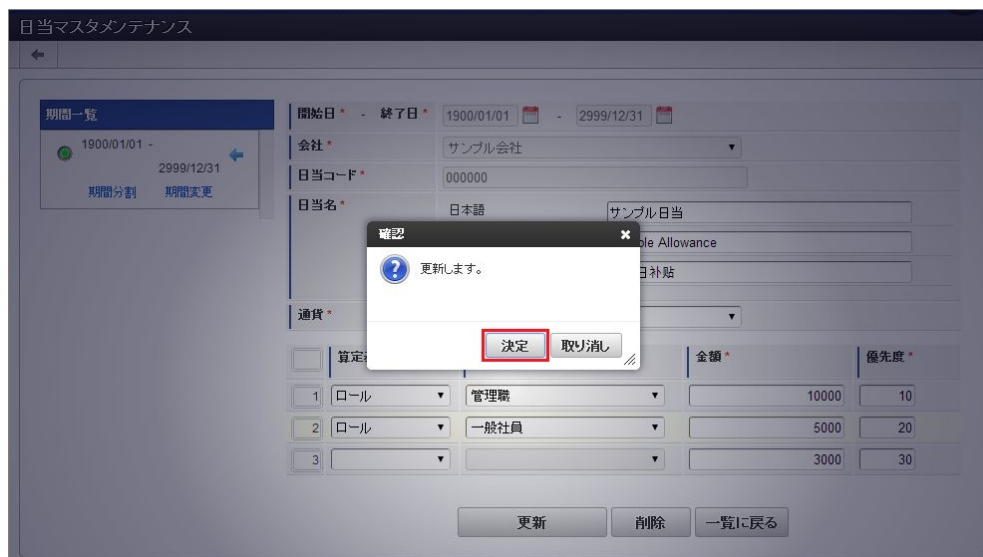 日当マスタメンテナンス
期間一覧
1900/01/01 -
2999/12/31
期間分割 期間変更
開始日* - 終了日* 1900/01/01 - 2999/12/31
会社* サンプル会社
日当コード* 000000
日当名* 日本語 サンプル日当
ple Allowance
日补贴
通貨*
確認
更新します。
決定 取り消し
算定 金額* 優先度*
1 ロール 管理職 10000 10
2 ロール 一般社員 5000 20
3 3000 30
更新 削除 一覧に戻る